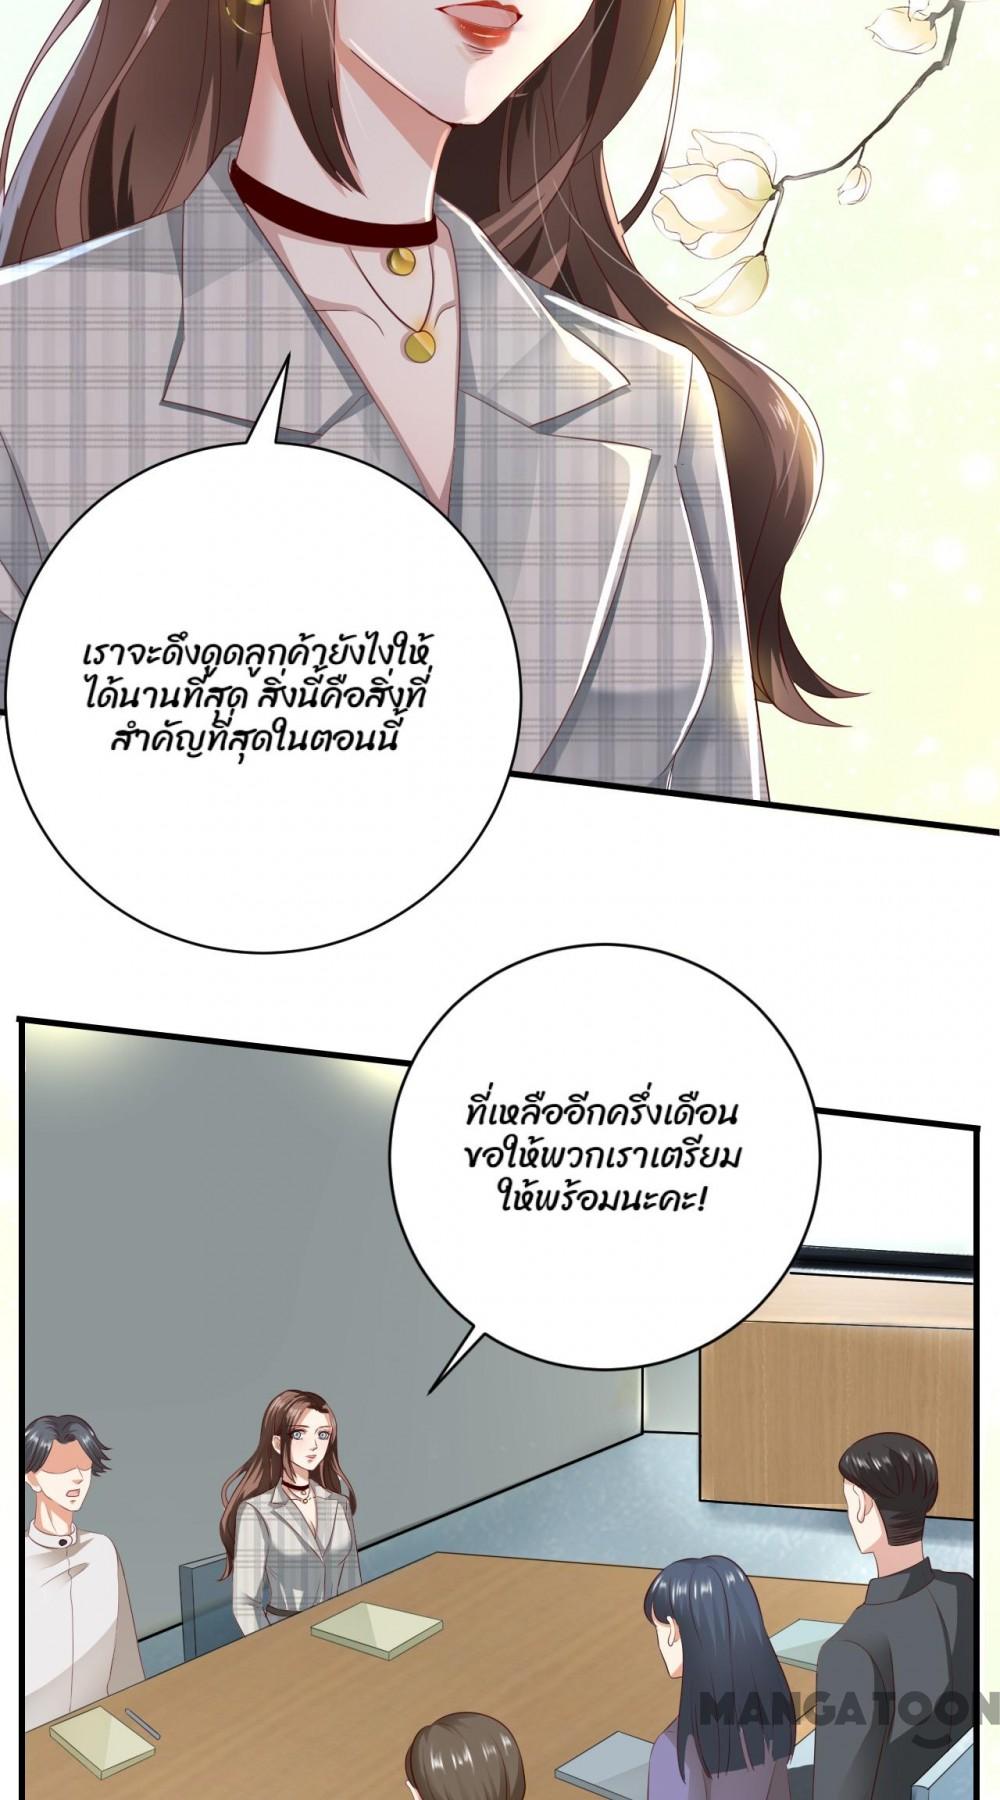 เราจะดึงดูดลูกค้ายังไงให้
ได้นานที่สุด สิ่งนี้คือสิ่งที่
สำคัญที่สุดในตอนนี้
ที่เหลืออีกครึ่งเดือน
ขอให้พวกเราเตรียม
ให้พร้อมนะคะ!
MANGATOON